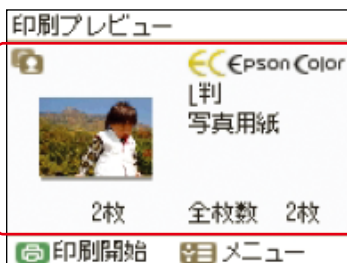 印刷プレビュー
EC Epson Color
L判
写真用紙
2枚 全枚数 2枚
印刷開始 メニュー